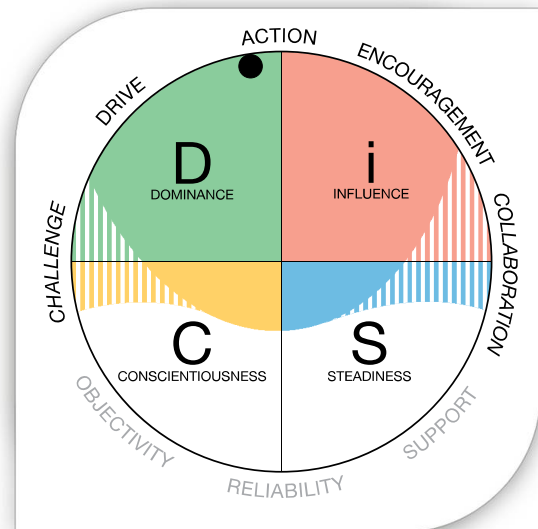 ACTION
DRIVE
ENCOURAGEMENT
D
DOMINANCE
i
INFLUENCE
CHALLENGE
COLLABORATION
C
CONSCIENTIOUSNESS
S
STEADINESS
OBJECTIVITY
SUPPORT
RELIABILITY